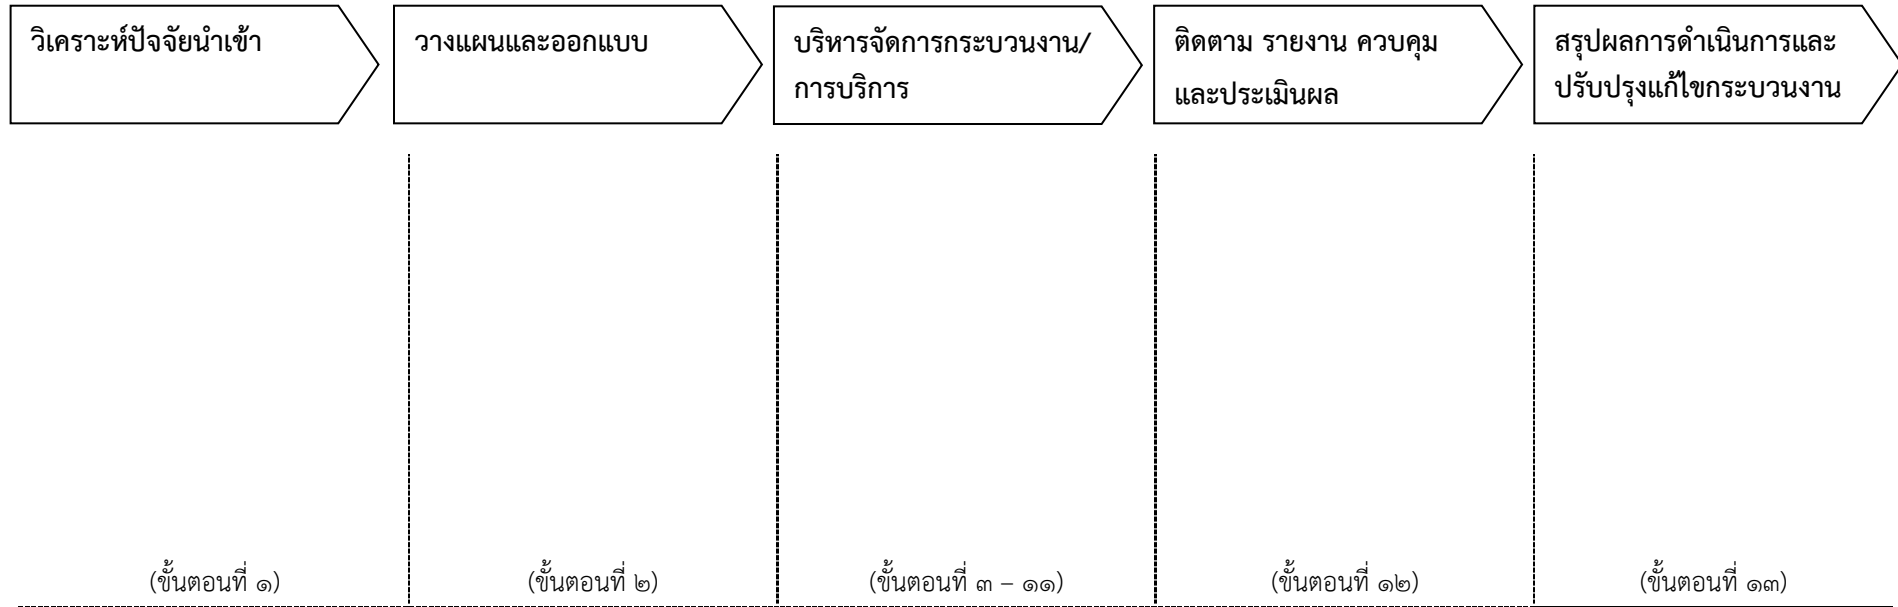 วิเคราะห์ปัจจัยนำเข้า
วางแผนและออกแบบ
บริหารจัดการกระบวนงาน/
การบริการ
ติดตาม รายงาน ควบคุม
และประเมินผล
สรุปผลการดำเนินการและ
ปรับปรุงแก้ไขกระบวนงาน
(ขั้นตอนที่ ๑)
(ขั้นตอนที่ ๒)
(ขั้นตอนที่ ๓ – ๑๑)
(ขั้นตอนที่ ๑๒)
(ขั้นตอนที่ ๑๓)